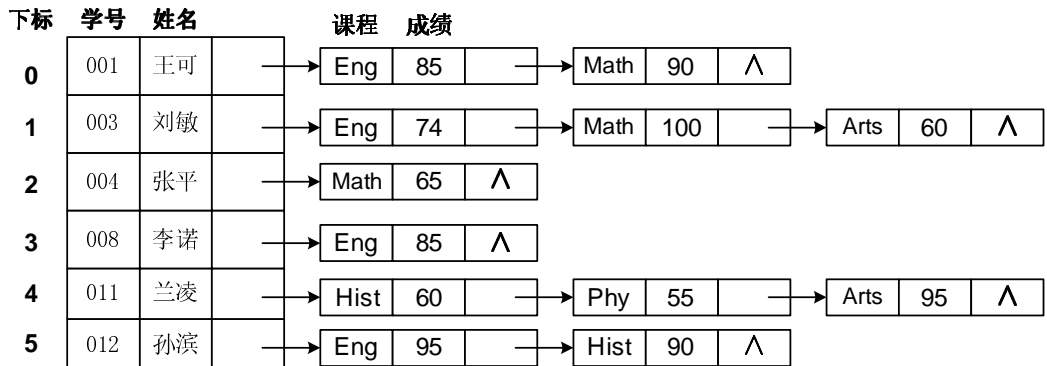 下标 学号 姓名 课程 成绩
0 001 王可 Eng 85 Math 90 Λ
1 003 刘敏 Eng 74 Math 100 Arts 60 Λ
2 004 张平 Math 65 Λ
3 008 李诺 Eng 85 Λ
4 011 兰凌 Hist 60 Phy 55 Arts 95 Λ
5 012 孙滨 Eng 95 Hist 90 Λ